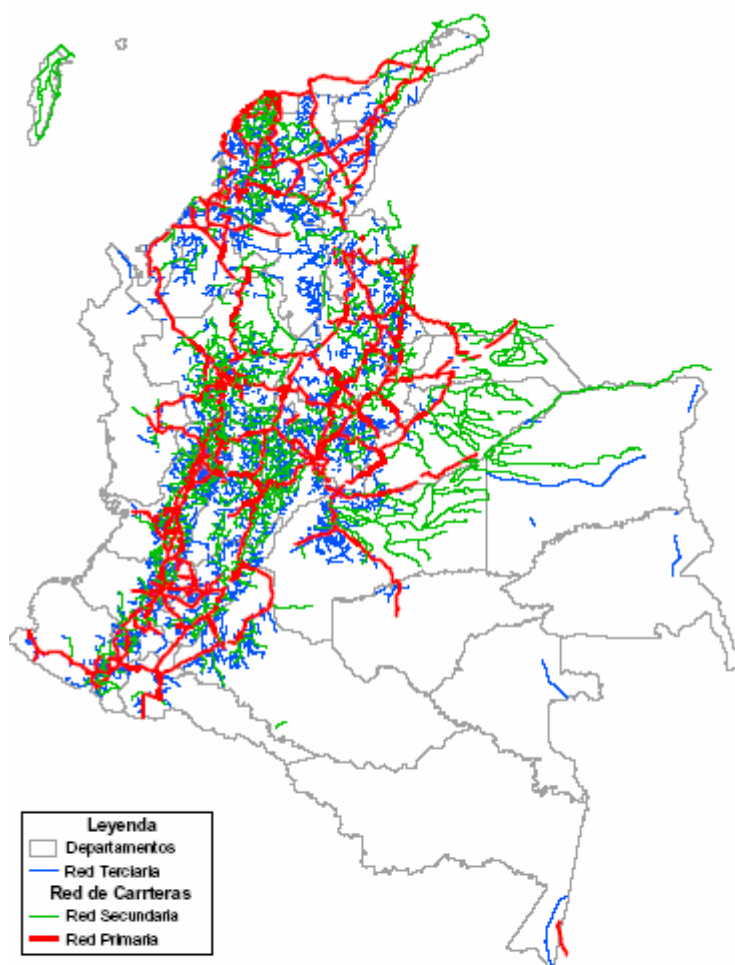 Leyenda
Departamentos
Red Terciaria
Red de Carrteras
Red Secundaria
Red Primaria